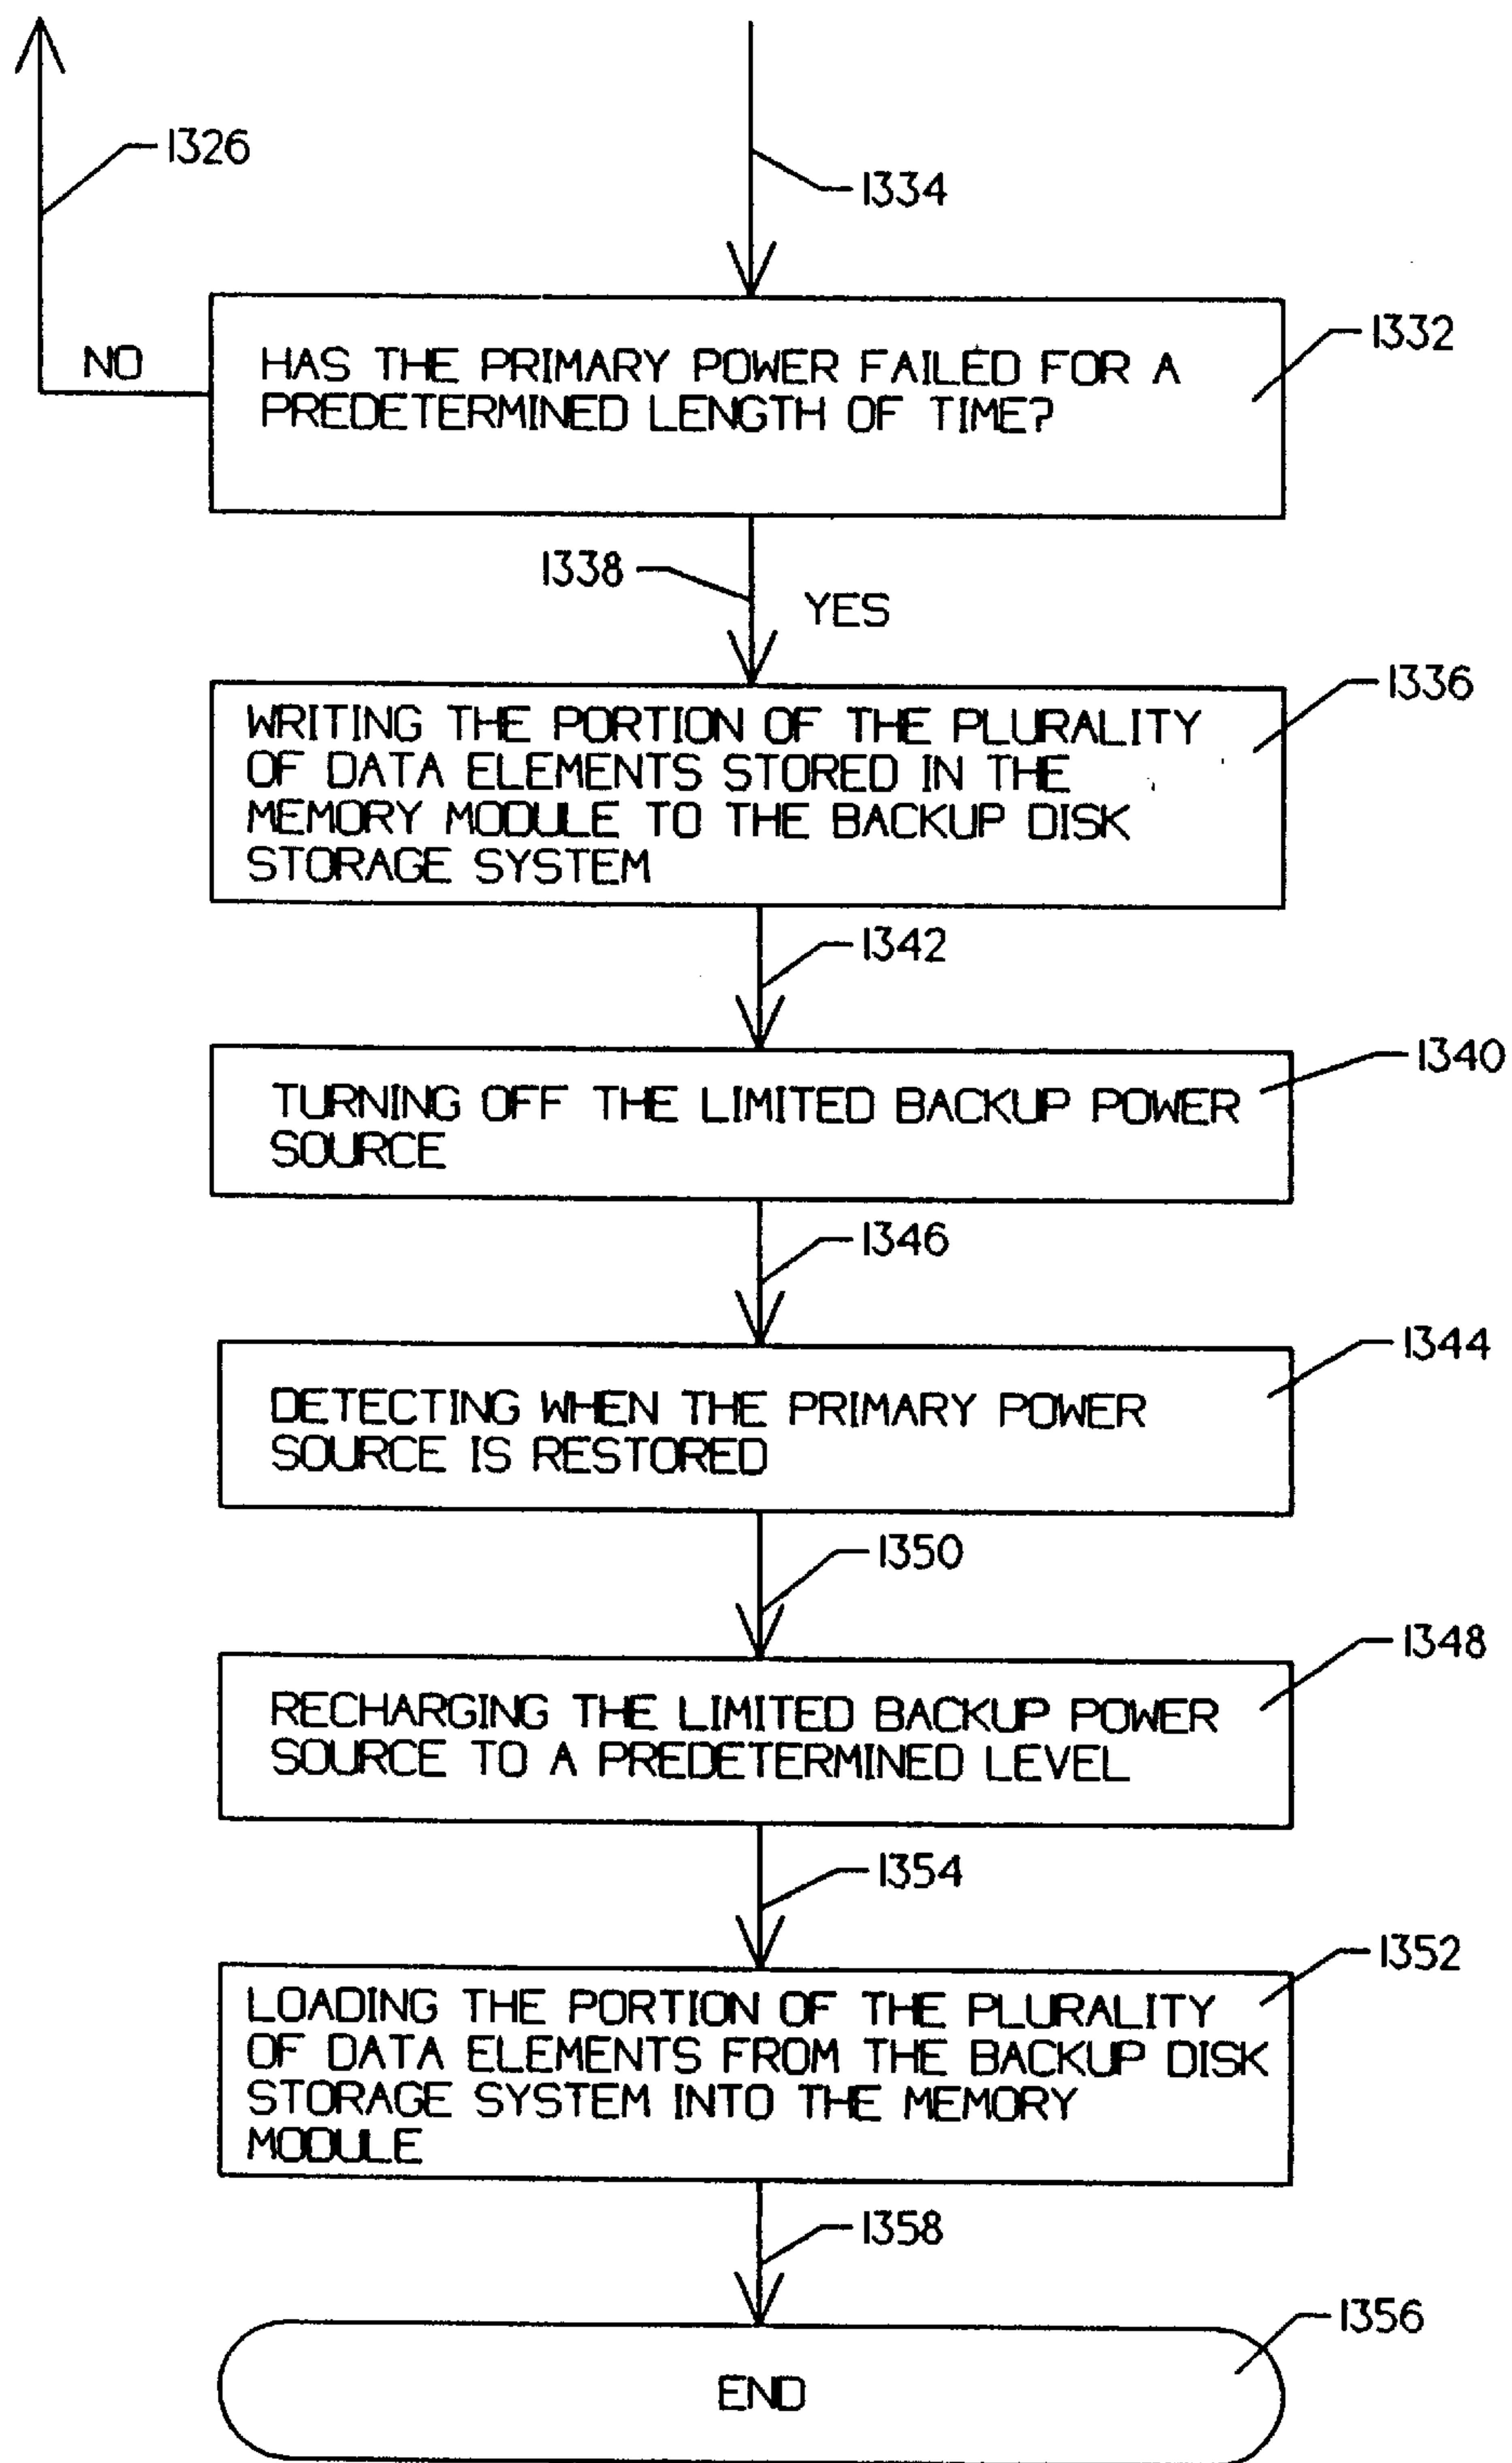 1326
1334
1332
NO
HAS THE PRIMARY POWER FAILED FOR A
PREDETERMINED LENGTH OF TIME?
1338
YES
1336
WRITING THE PORTION OF THE PLURALITY
OF DATA ELEMENTS STORED IN THE
MEMORY MODULE TO THE BACKUP DISK
STORAGE SYSTEM
1342
1340
TURNING OFF THE LIMITED BACKUP POWER
SOURCE
1346
1344
DETECTING WHEN THE PRIMARY POWER
SOURCE IS RESTORED
1350
1348
RECHARGING THE LIMITED BACKUP POWER
SOURCE TO A PREDETERMINED LEVEL
1354
1352
LOADING THE PORTION OF THE PLURALITY
OF DATA ELEMENTS FROM THE BACKUP DISK
STORAGE SYSTEM INTO THE MEMORY
MODULE
1358
1356
END